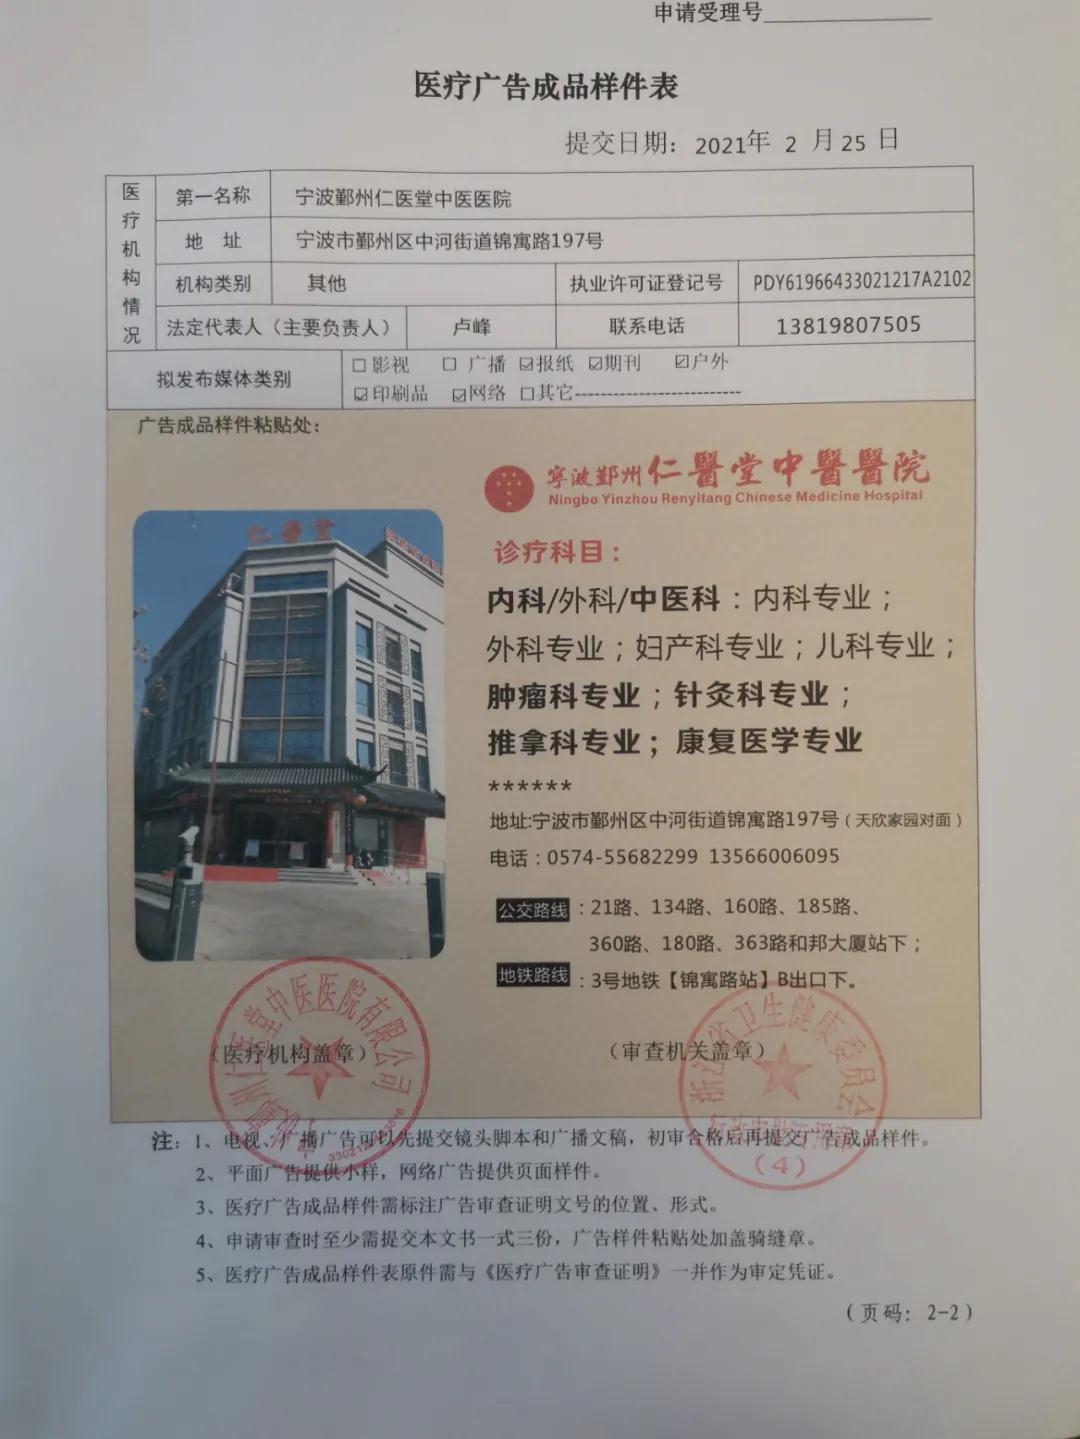 申请受理号
医疗广告成品样件表
提交日期：2021年 2 月 25 日
医疗机构情况
第一名称 宁波鄞州仁医堂中医医院
地 址 宁波市鄞州区中河街道锦寓路197号
机构类别 其他 执业许可证登记号 PDY61966433021217A2102
法定代表人（主要负责人） 卢峰 联系电话 13819807505
拟发布媒体类别
☐影视 ☐广播 ☑报纸 ☑期刊 ☑户外
☑印刷品 ☑网络 ☐其它--------------------------
广告成品样件粘贴处：
寧波鄞州仁醫堂中醫醫院
Ningbo Yinzhou Renyitang Chinese Medicine Hospital
仁醫堂
诊疗科目：
内科/外科/中医科：内科专业；
外科专业；妇产科专业；儿科专业；
肿瘤科专业；针灸科专业；
推拿科专业；康复医学专业
******
地址:宁波市鄞州区中河街道锦寓路197号（天欣家园对面）
电话：0574-55682299 13566006095
公交路线：21路、134路、160路、185路、
360路、180路、363路和邦大厦站下；
地铁路线：3号地铁【锦寓路站】B出口下。
（医疗机构盖章）
（审查机关盖章）
州仁医堂中医医院有限公司
浙江省卫生健康委员会
（4）
注：1、电视、广播广告可以先提交镜头脚本和广播文稿，初审合格后再提交广告成品样件。
2、平面广告提供小样，网络广告提供页面样件。
3、医疗广告成品样件需标注广告审查证明文号的位置、形式。
4、申请审查时至少需提交本文书一式三份，广告样件粘贴处加盖骑缝章。
5、医疗广告成品样件表原件需与《医疗广告审查证明》一并作为审定凭证。
（页码：2-2）